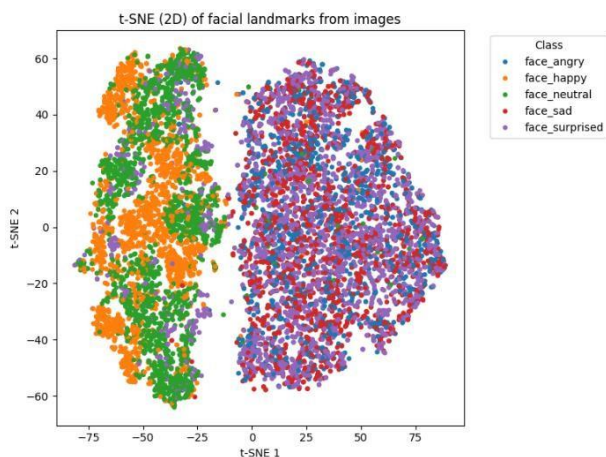 t-SNE (2D) of facial landmarks from images
Class
face_angry
face_happy
face_neutral
face_sad
face_surprised
60
40
20
0
−20
−40
−60
t-SNE 2
−75
−50
−25
0
25
50
75
t-SNE 1